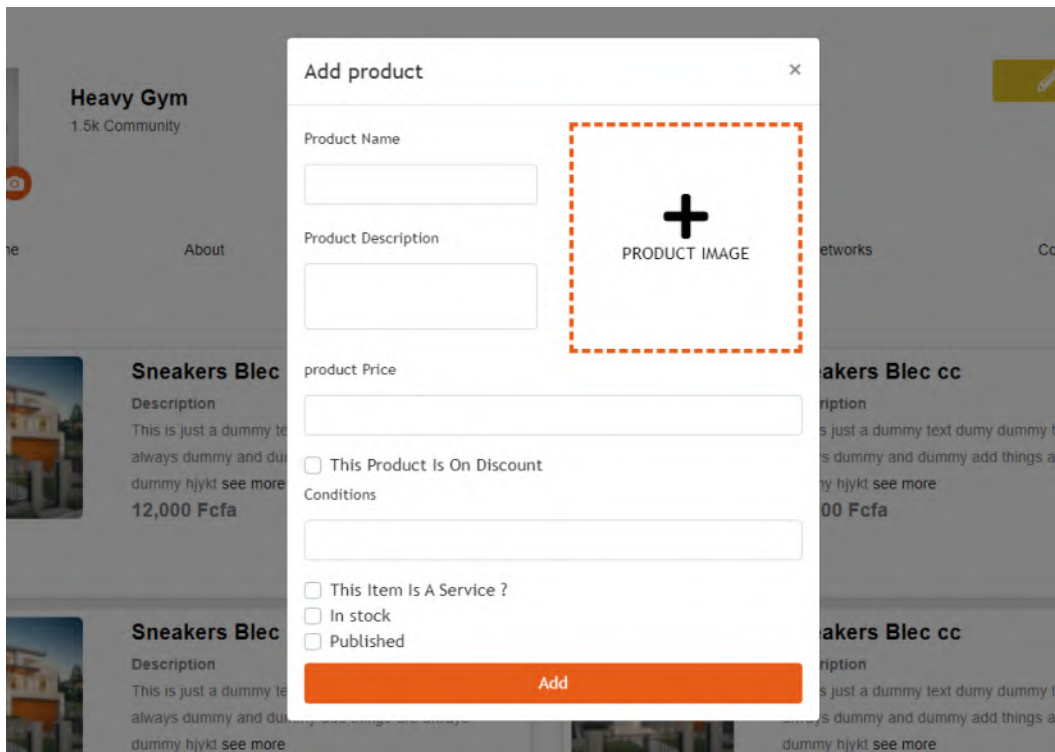 Heavy Gym
1.5k Community
About
etworks
Add product
×
Product Name
Product Description
PRODUCT IMAGE
product Price
This Product Is On Discount
Conditions
This Item Is A Service ?
In stock
Published
Add
Sneakers Blec
Description
This is just a dummy te
always dummy and du
dummy hjykt see more
12,000 Fcfa
akers Blec cc
ription
s just a dummy text dumy dummy t
s dummy and dummy add things a
y hjykt see more
00 Fcfa
Sneakers Blec
Description
This is just a dummy te
dummy hjykt see more
akers Blec cc
ription
s just a dummy text dumy dummy t
always dummy and dummy add things a
dummy hjykt see more